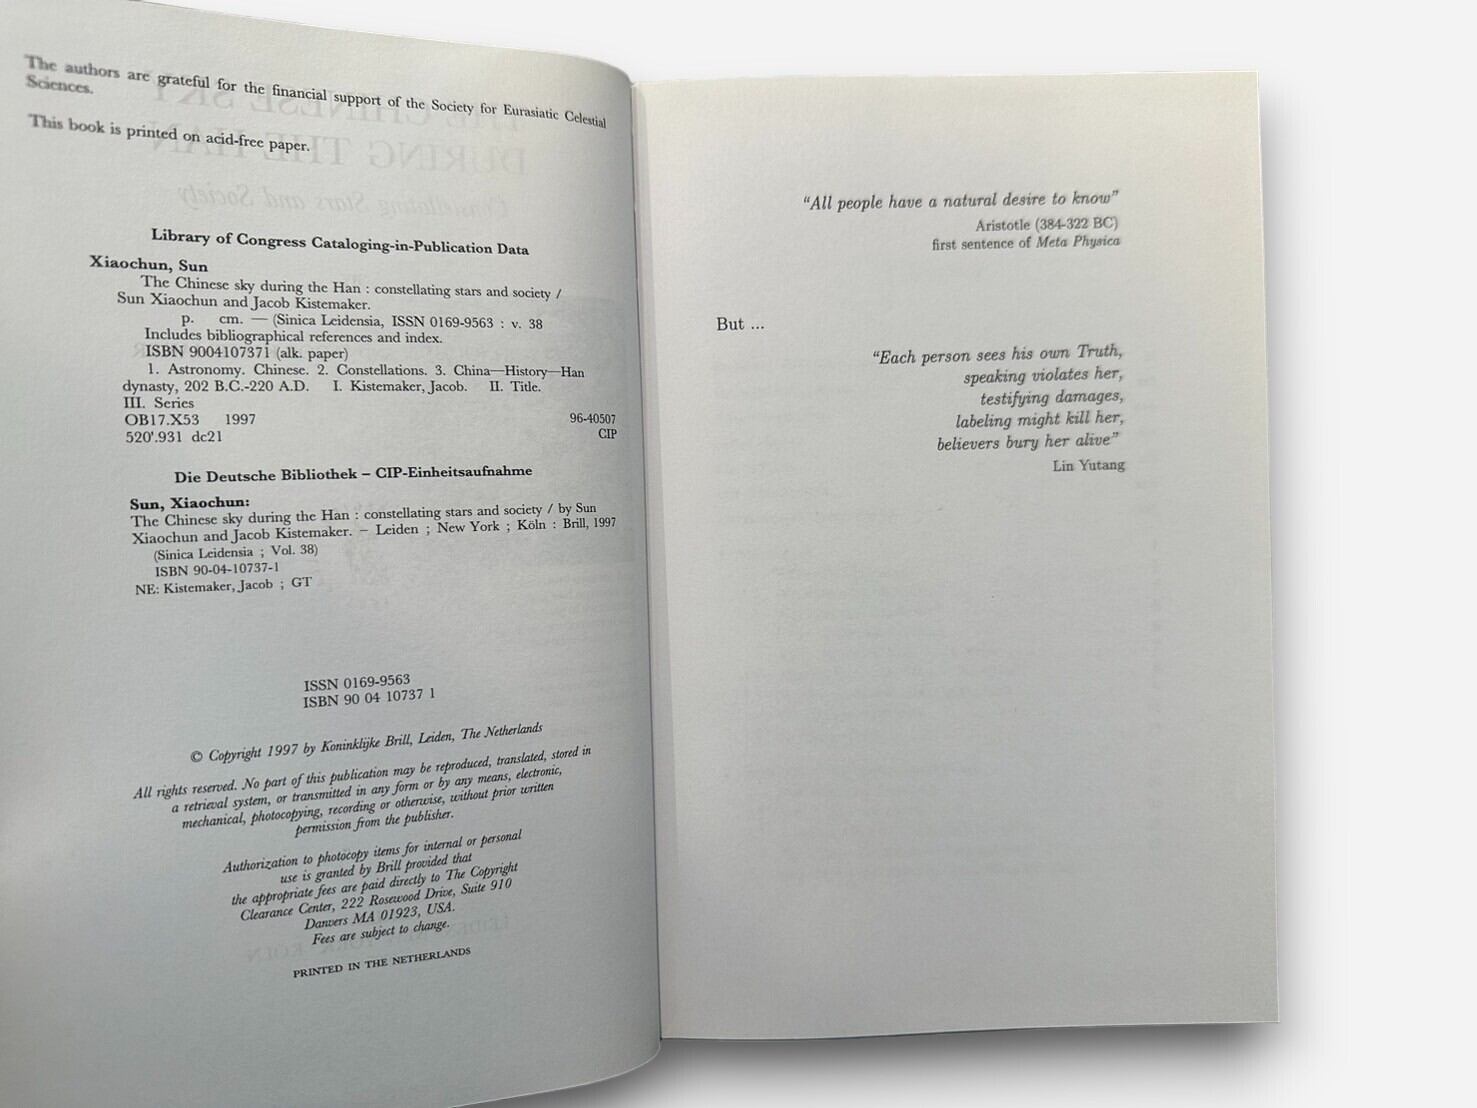 The authors are grateful for the financial support of the Society for Eurasiatic Celestial
Sciences.
This book is printed on acid-free paper.
Library of Congress Cataloging-in-Publication Data
Xiaochun, Sun
The Chinese sky during the Han : constellating stars and society /
Sun Xiaochun and Jacob Kistemaker.
p. cm. — (Sinica Leidensia, ISSN 0169-9563 : v. 38
Includes bibliographical references and index.
ISBN 9004107371 (alk. paper)
1. Astronomy. Chinese. 2. Constellations. 3. China—History—Han
dynasty, 202 B.C.-220 A.D. I. Kistemaker, Jacob. II. Title.
III. Series
OB17.X53 1997 96-40507
520'.931 dc21 CIP
Die Deutsche Bibliothek – CIP-Einheitsaufnahme
Sun, Xiaochun:
The Chinese sky during the Han : constellating stars and society / by Sun
Xiaochun and Jacob Kistemaker. – Leiden ; New York ; Köln : Brill, 1997
(Sinica Leidensia ; Vol. 38)
ISBN 90-04-10737-1
NE: Kistemaker, Jacob ; GT
ISSN 0169-9563
ISBN 90 04 10737 1
© Copyright 1997 by Koninklijke Brill, Leiden, The Netherlands
All rights reserved. No part of this publication may be reproduced, translated, stored in
a retrieval system, or transmitted in any form or by any means, electronic,
mechanical, photocopying, recording or otherwise, without prior written
permission from the publisher.
Authorization to photocopy items for internal or personal
use is granted by Brill provided that
the appropriate fees are paid directly to The Copyright
Clearance Center, 222 Rosewood Drive, Suite 910
Danvers MA 01923, USA.
Fees are subject to change.
PRINTED IN THE NETHERLANDS
“All people have a natural desire to know”
Aristotle (384-322 BC)
first sentence of Meta Physica
But ...
“Each person sees his own Truth,
speaking violates her,
testifying damages,
labeling might kill her,
believers bury her alive”
Lin Yutang